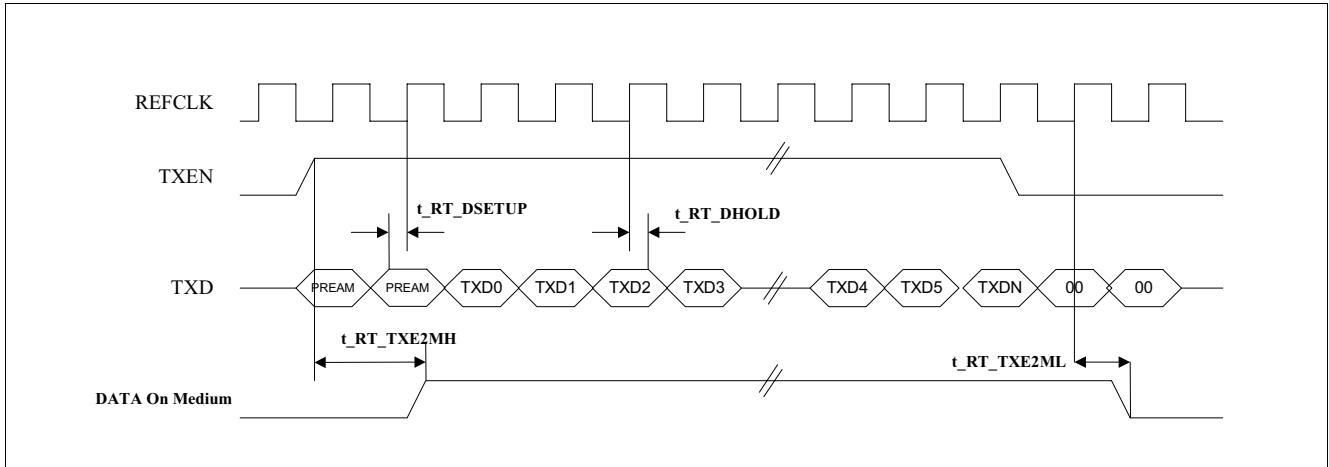 REFCLK
TXEN
t_RT_DSETUP
t_RT_DHOLD
TXD
PREAM PREAM TXD0 TXD1 TXD2 TXD3 TXD4 TXD5 TXDN 00 00
t_RT_TXE2MH
t_RT_TXE2ML
DATA On Medium